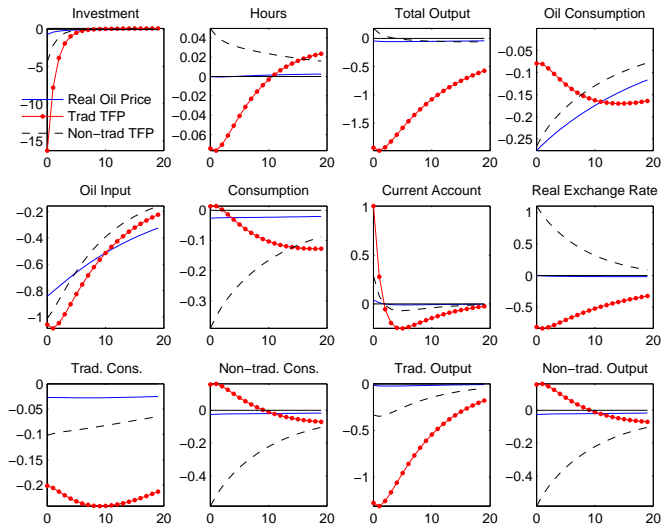 Investment
Hours
Total Output
Oil Consumption
0
−5
−10
−15
Real Oil Price
Trad TFP
Non−trad TFP
0 10 20
0.04
0.02
0
0.02
0.04
0.06
0 10 20
0
−0.5
−1
−1.5
0 10 20
−0.05
−0.1
−0.15
−0.2
−0.25
0 10 20
Oil Input
Consumption
Current Account
Real Exchange Rate
−0.2
−0.4
−0.6
−0.8
−1
0 10 20
0
−0.1
−0.2
−0.3
0 10 20
1
0.5
0
0 10 20
1
0.5
0
−0.5
0 10 20
Trad. Cons.
Non−trad. Cons.
Trad. Output
Non−trad. Output
0
−0.05
−0.1
−0.15
−0.2
0 10 20
0
−0.2
−0.4
0 10 20
0
−0.5
−1
0 10 20
0
−0.2
−0.4
0 10 20